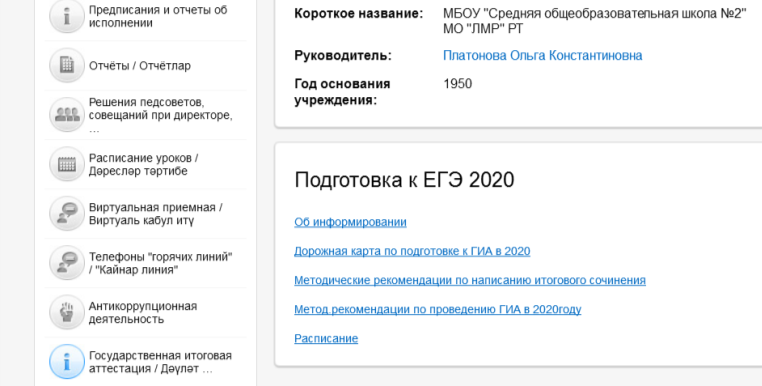 Предписания и отчеты об
исполнении
Отчёты / Отчётлар
Решения педсоветов,
совещаний при директоре,
...
Расписание уроков /
Дәресләр тәртибе
Виртуальная приемная /
Виртуаль кабул итү
Телефоны "горячих линий"
/ "Кайнар линия"
Антикоррупционная
деятельность
Государственная итоговая
аттестация / Дәүләт ...
Короткое название: МБОУ "Средняя общеобразовательная школа №2"
МО "ЛМР" РТ
Руководитель: Платонова Ольга Константиновна
Год основания 1950
учреждения:
Подготовка к ЕГЭ 2020
Об информировании
Дорожная карта по подготовке к ГИА в 2020
Методические рекомендации по написанию итогового сочинения
Метод.рекомендации по проведению ГИА в 2020году
Расписание